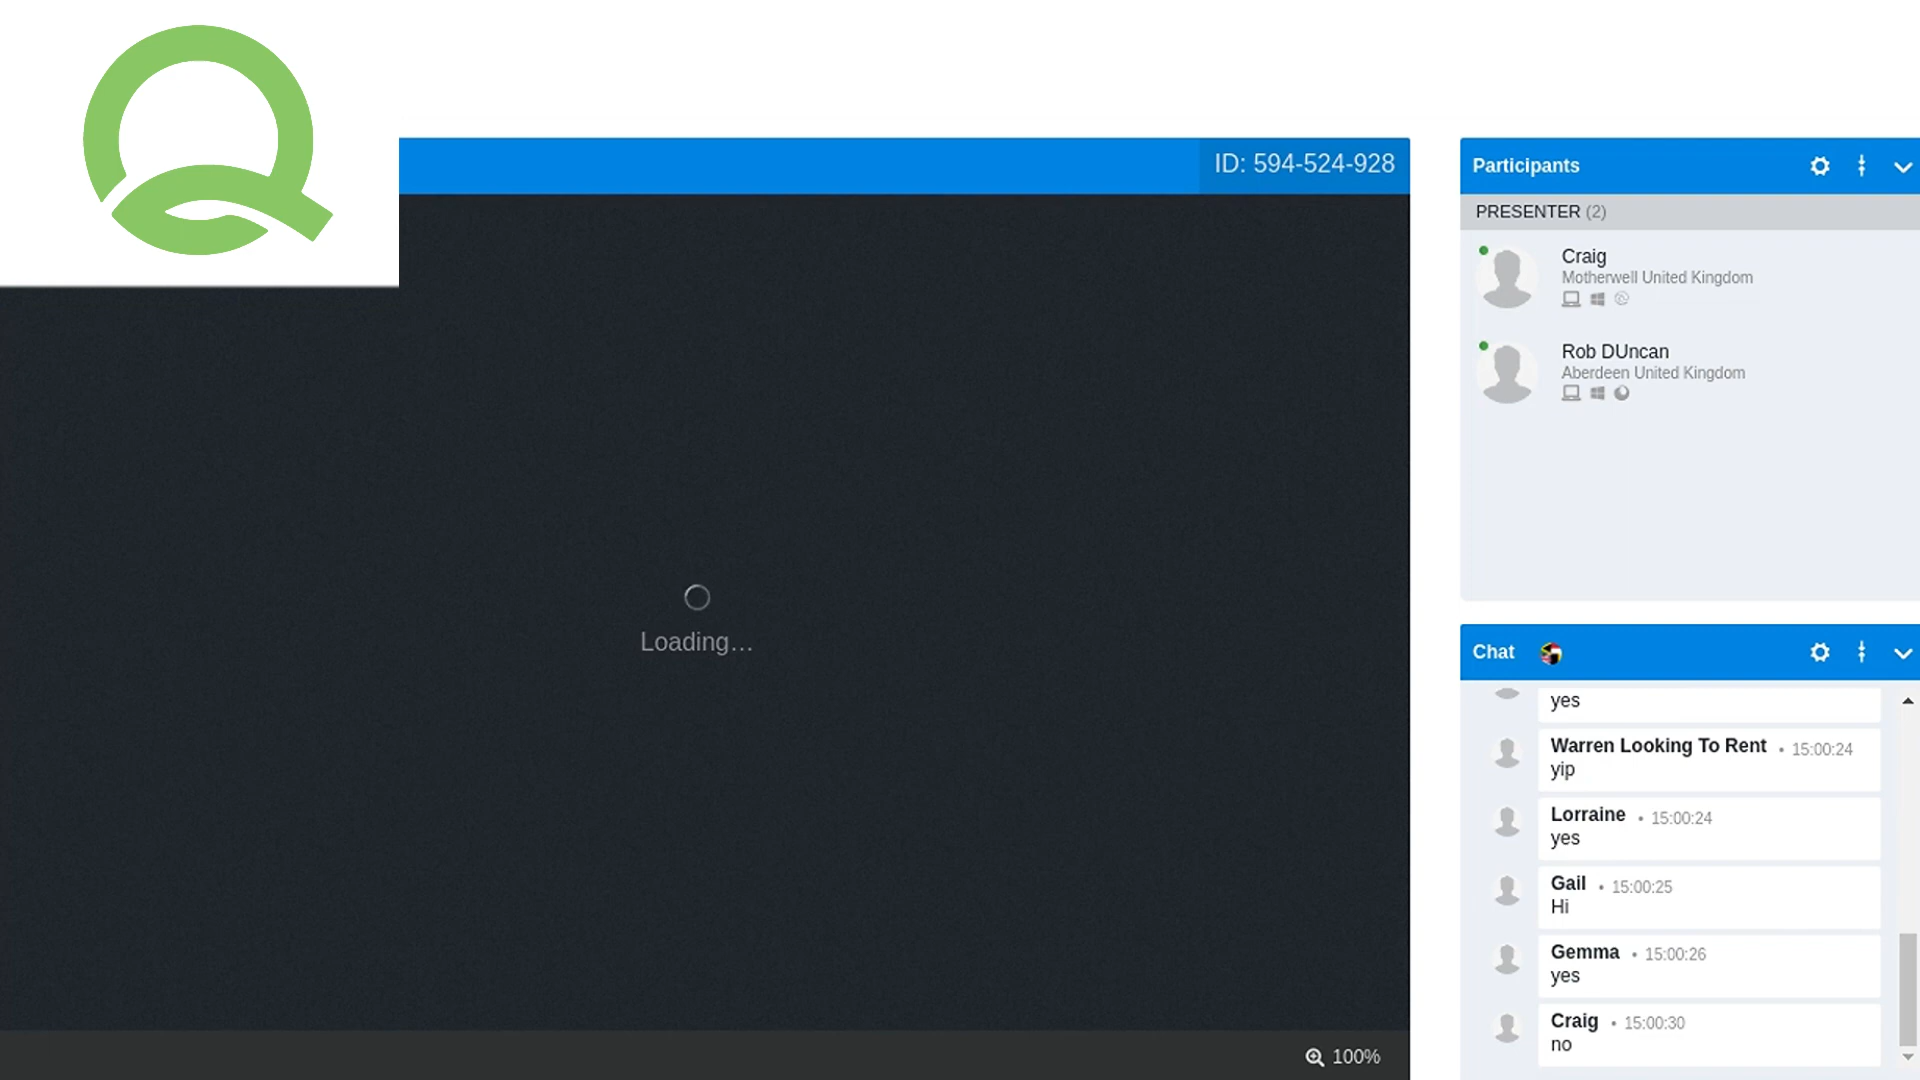 ID: 594-524-928
Loading...
100%
Participants
PRESENTER (2)
Craig
Motherwell United Kingdom
Rob DUncan
Aberdeen United Kingdom
Chat
yes
Warren Looking To Rent • 15:00:24
yip
Lorraine • 15:00:24
yes
Gail • 15:00:25
Hi
Gemma • 15:00:26
yes
Craig • 15:00:30
no